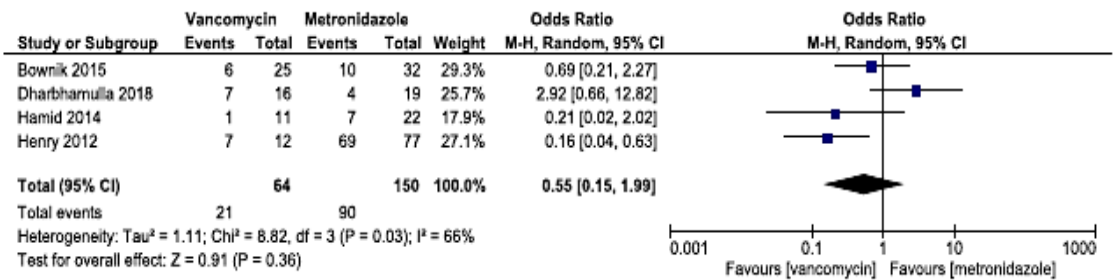 Vancomycin Metronidazole Odds Ratio Odds Ratio
Study or Subgroup Events Total Events Total Weight M-H, Random, 95% CI M-H, Random, 95% CI
Bownik 2015 6 25 10 32 29.3% 0.69 [0.21, 2.27]
Dharbhamulla 2018 7 16 4 19 25.7% 2.92 [0.66, 12.82]
Hamid 2014 1 11 7 22 17.9% 0.21 [0.02, 2.02]
Henry 2012 7 12 69 77 27.1% 0.16 [0.04, 0.63]
Total (95% CI) 64 150 100.0% 0.55 [0.15, 1.99]
Total events 21 90
Heterogeneity: Tau² = 1.11; Chi² = 8.82, df = 3 (P = 0.03); I² = 66%
Test for overall effect: Z = 0.91 (P = 0.36)
0.001 0.1 1 10 1000
Favours [vancomycin] Favours [metronidazole]